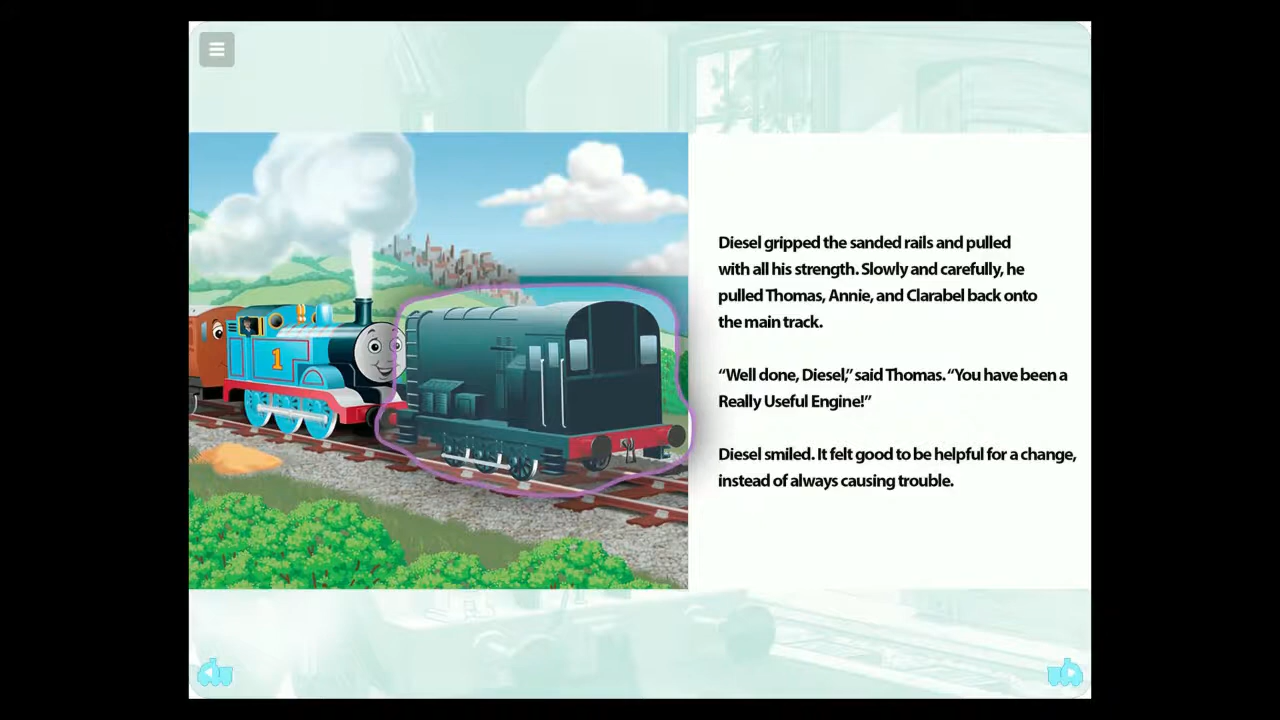 1
Diesel gripped the sanded rails and pulled
with all his strength. Slowly and carefully, he
pulled Thomas, Annie, and Clarabel back onto
the main track.
“Well done, Diesel,” said Thomas. “You have been a
Really Useful Engine!”
Diesel smiled. It felt good to be helpful for a change,
instead of always causing trouble.